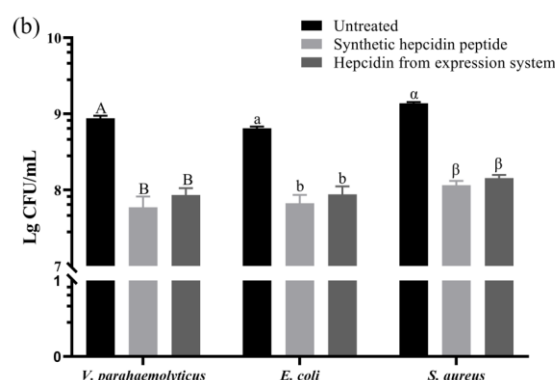 (b)
Untreated
Synthetic hepcidin peptide
Hepcidin from expression system
Lg CFU/mL
10
9
8
7
1
0
A
B
B
a
b
b
α
β
β
V. parahaemolyticus
E. coli
S. aureus